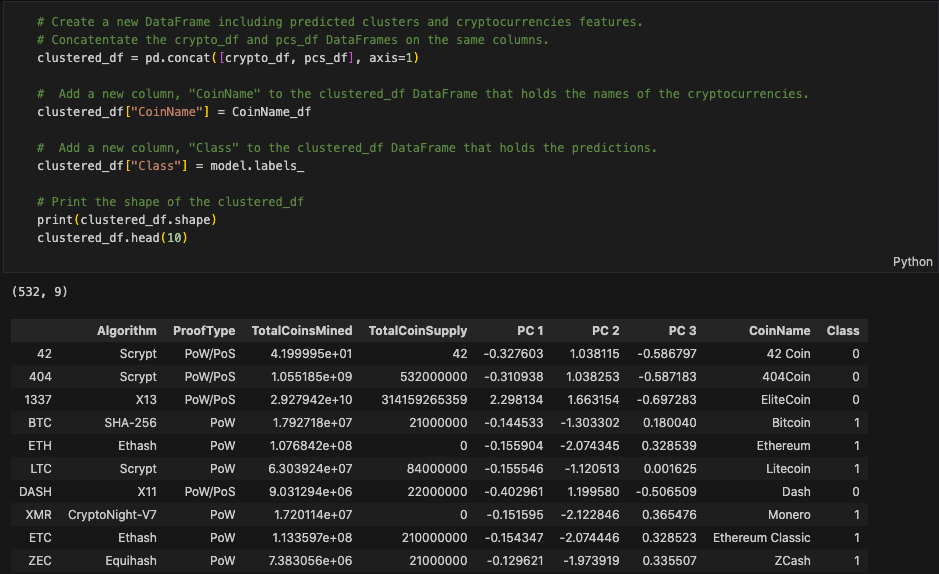 # Create a new DataFrame including predicted clusters and cryptocurrencies features.
# Concatentate the crypto_df and pcs_df DataFrames on the same columns.
clustered_df = pd.concat([crypto_df, pcs_df], axis=1)
#  Add a new column, "CoinName" to the clustered_df DataFrame that holds the names of the cryptocurrencies.
clustered_df["CoinName"] = CoinName_df
#  Add a new column, "Class" to the clustered_df DataFrame that holds the predictions.
clustered_df["Class"] = model.labels_
# Print the shape of the clustered_df
print(clustered_df.shape)
clustered_df.head(10)
Python
(532, 9)
Algorithm ProofType TotalCoinsMined TotalCoinSupply PC 1 PC 2 PC 3 CoinName Class
42 Scrypt PoW/PoS 4.199995e+01 42 -0.327603 1.038115 -0.586797 42 Coin 0
404 Scrypt PoW/PoS 1.055185e+09 532000000 -0.310938 1.038253 -0.587183 404Coin 0
1337 X13 PoW/PoS 2.927942e+10 314159265359 2.298134 1.663154 -0.697283 EliteCoin 0
BTC SHA-256 PoW 1.792718e+07 21000000 -0.144533 -1.303302 0.180040 Bitcoin 1
ETH Ethash PoW 1.076842e+08 0 -0.155904 -2.074345 0.328539 Ethereum 1
LTC Scrypt PoW 6.303924e+07 84000000 -0.155546 -1.120513 0.001625 Litecoin 1
DASH X11 PoW/PoS 9.031294e+06 22000000 -0.402961 1.199580 -0.506509 Dash 0
XMR CryptoNight-V7 PoW 1.720114e+07 0 -0.151595 -2.122846 0.365476 Monero 1
ETC Ethash PoW 1.133597e+08 210000000 -0.154347 -2.074446 0.328523 Ethereum Classic 1
ZEC Equihash PoW 7.383056e+06 21000000 -0.129621 -1.973919 0.335507 ZCash 1